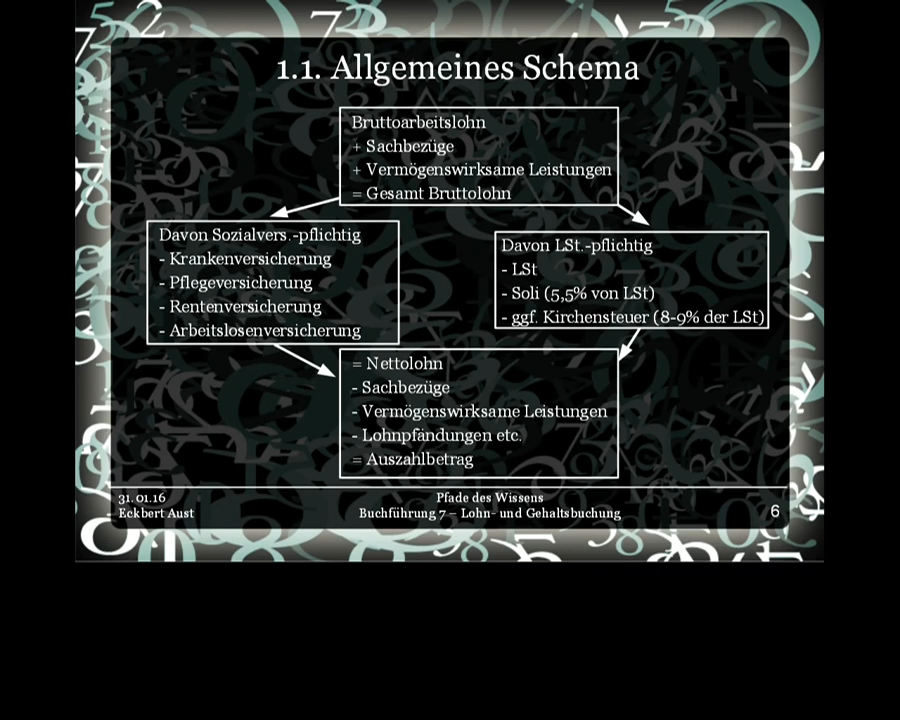 1.1. Allgemeines Schema
Bruttoarbeitslohn
+ Sachbezüge
+ Vermögenswirksame Leistungen
= Gesamt Bruttolohn
Davon Sozialvers.-pflichtig
- Krankenversicherung
- Pflegeversicherung
- Rentenversicherung
- Arbeitslosenversicherung
Davon LSt.-pflichtig
- LSt
- Soli (5,5% von LSt)
- ggf. Kirchensteuer (8-9% der LSt)
= Nettolohn
- Sachbezüge
- Vermögenswirksame Leistungen
- Lohnpfändungen etc.
= Auszahlbetrag
31.01.16
Eckbert Aust
Pfade des Wissens
Buchführung 7 – Lohn- und Gehaltsbuchung
6